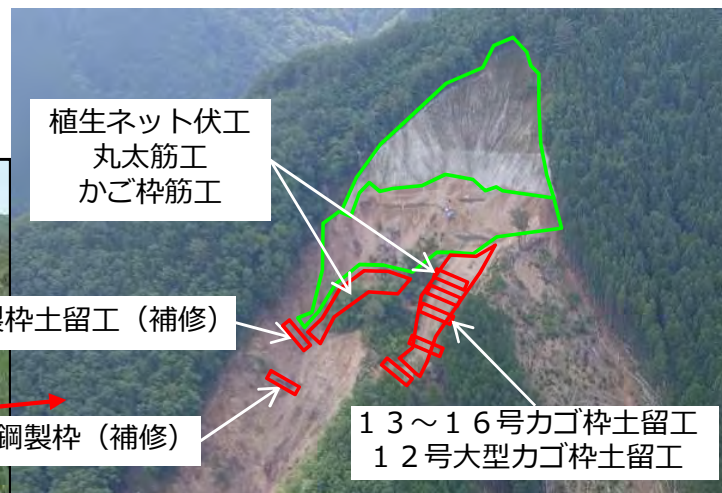 植生ネット伏工
丸太筋工
かご枠筋工
枠土留工（補修）
鋼製枠（補修）
１３～１６号カゴ枠土留工
１２号大型カゴ枠土留工